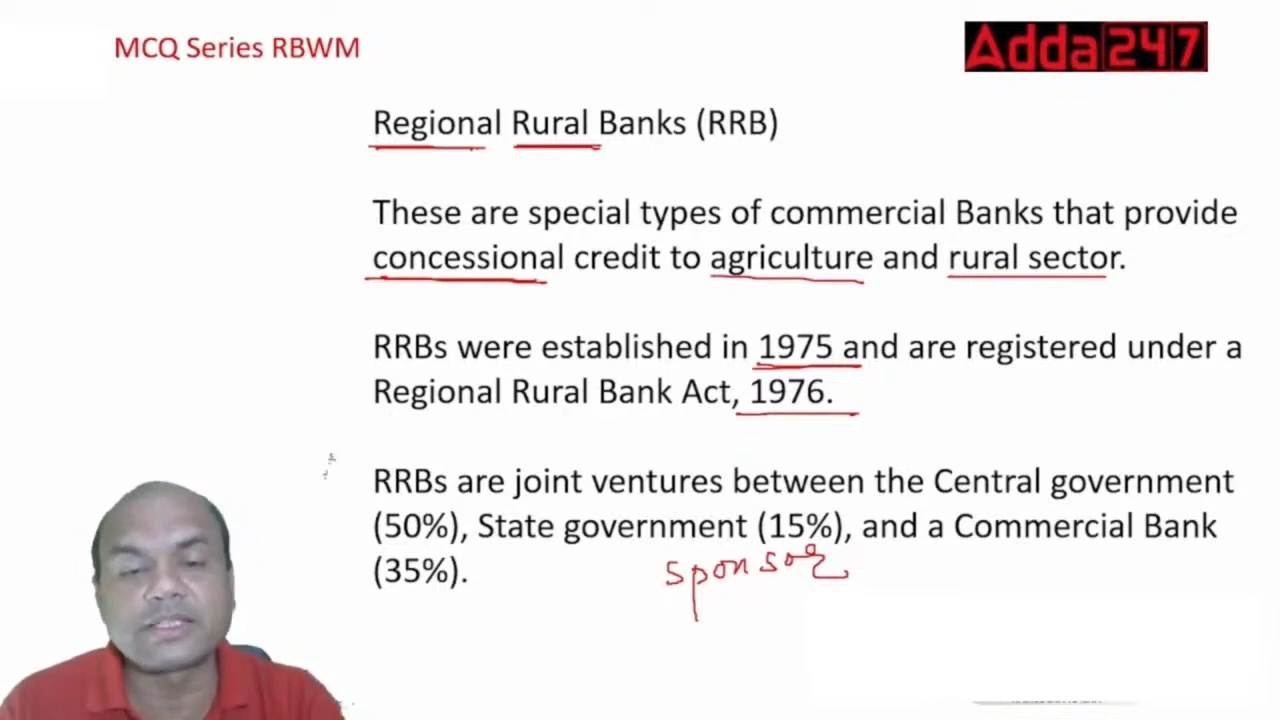 MCQ Series RBWM
Adda 247
Regional Rural Banks (RRB)
These are special types of commercial Banks that provide
concessional credit to agriculture and rural sector.
RRBs were established in 1975 and are registered under a
Regional Rural Bank Act, 1976.
RRBs are joint ventures between the Central government
(50%), State government (15%), and a Commercial Bank
(35%).
sponsor